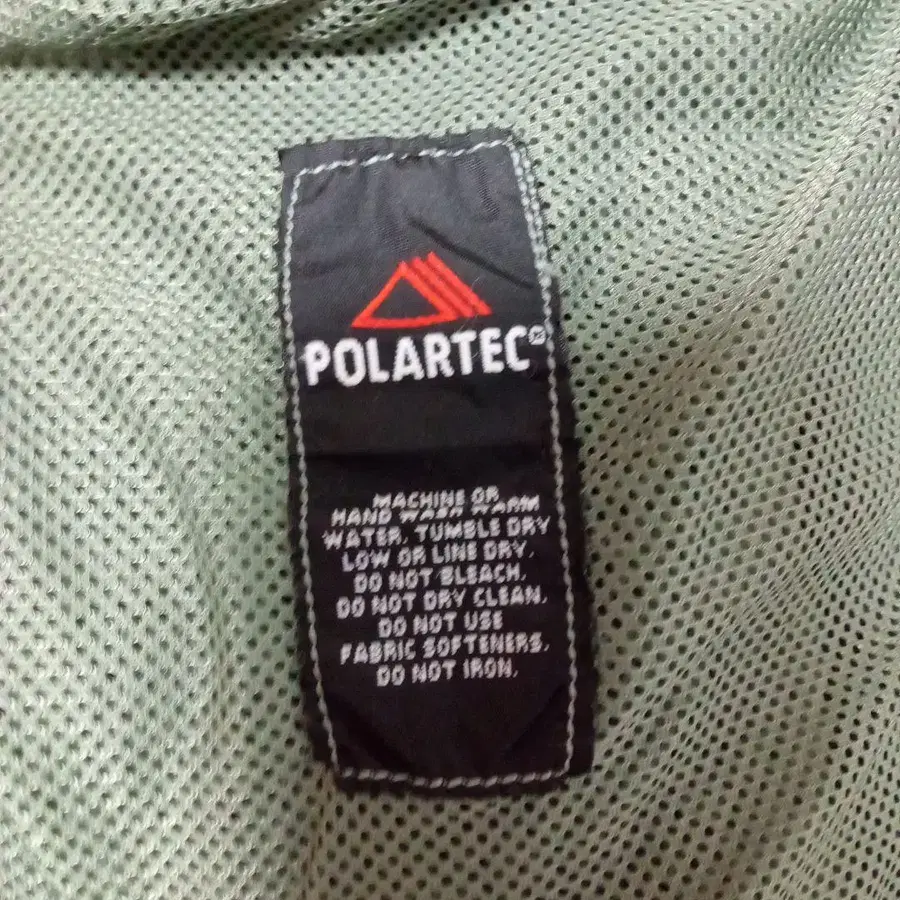 POLARTEC®
MACHINE OR
HAND WASH WARM
WATER. TUMBLE DRY
LOW OR LINE DRY.
DO NOT BLEACH.
DO NOT DRY CLEAN.
DO NOT USE
FABRIC SOFTENERS.
DO NOT IRON.